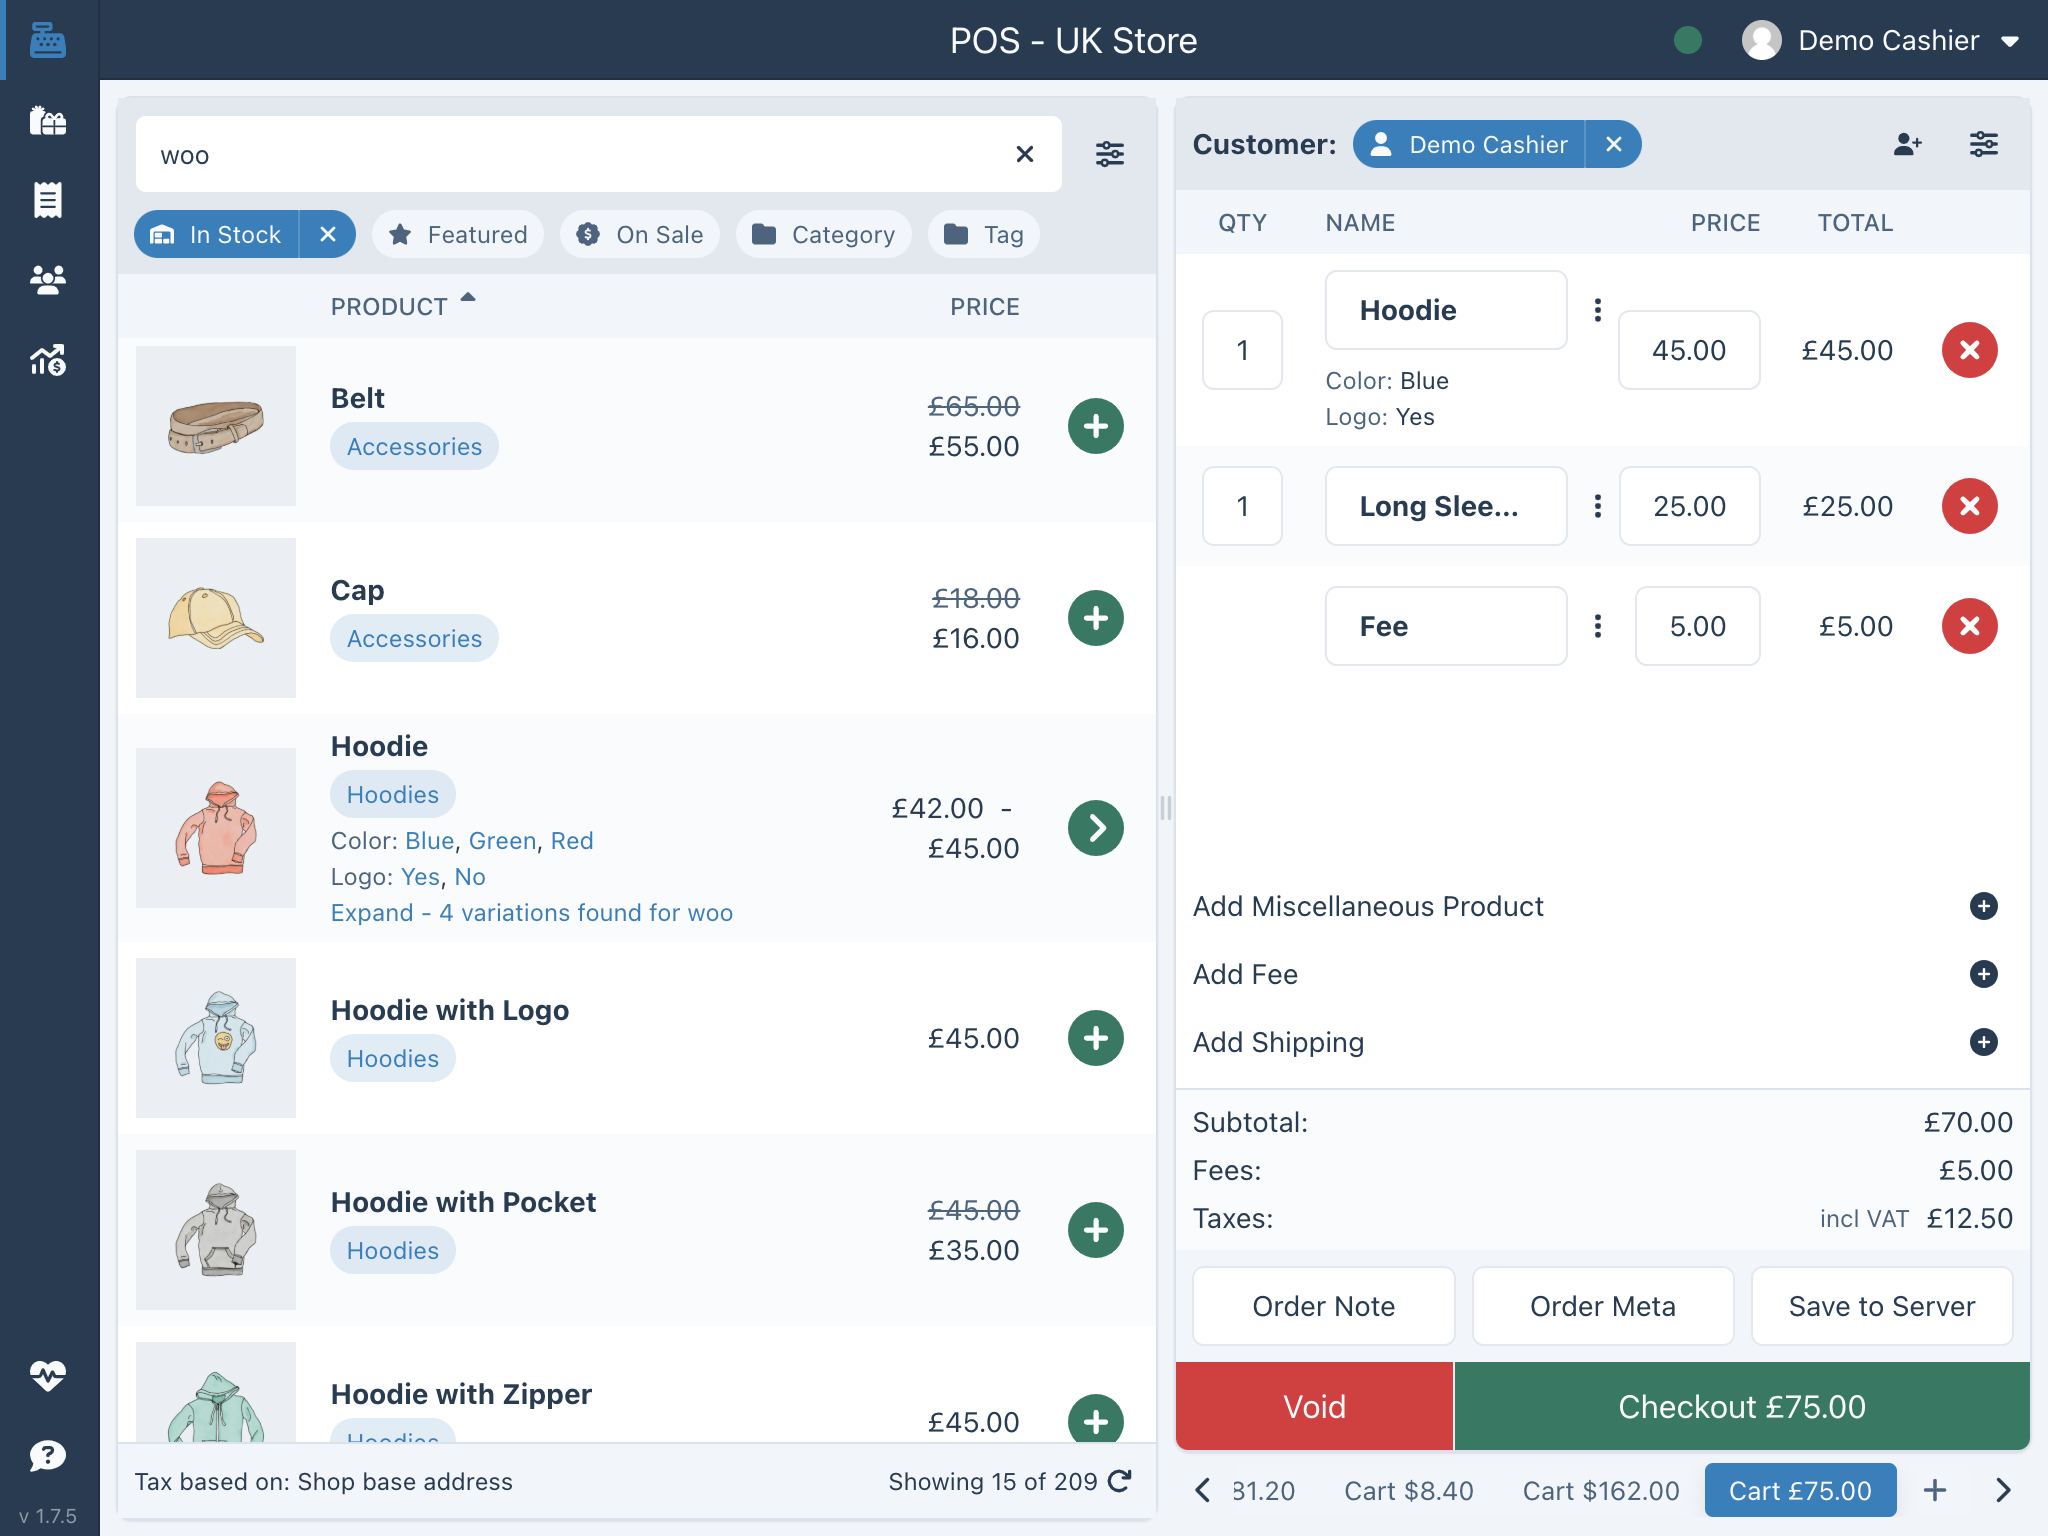 POS - UK Store
Demo Cashier
woo
In Stock
Featured
On Sale
Category
Tag
PRODUCT
PRICE
Belt
Accessories
£65.00
£55.00
Cap
Accessories
£18.00
£16.00
Hoodie
Hoodies
Color: Blue, Green, Red
Logo: Yes, No
Expand - 4 variations found for woo
£42.00 -
£45.00
Hoodie with Logo
Hoodies
£45.00
Hoodie with Pocket
Hoodies
£45.00
£35.00
Hoodie with Zipper
Hoodies
£45.00
Tax based on: Shop base address
Showing 15 of 209
Customer:
Demo Cashier
QTY
NAME
PRICE
TOTAL
1
Hoodie
45.00
£45.00
Color: Blue
Logo: Yes
1
Long Slee...
25.00
£25.00
Fee
5.00
£5.00
Add Miscellaneous Product
Add Fee
Add Shipping
Subtotal:
£70.00
Fees:
£5.00
Taxes:
incl VAT £12.50
Order Note
Order Meta
Save to Server
Void
Checkout £75.00
31.20
Cart $8.40
Cart $162.00
Cart £75.00
v 1.7.5